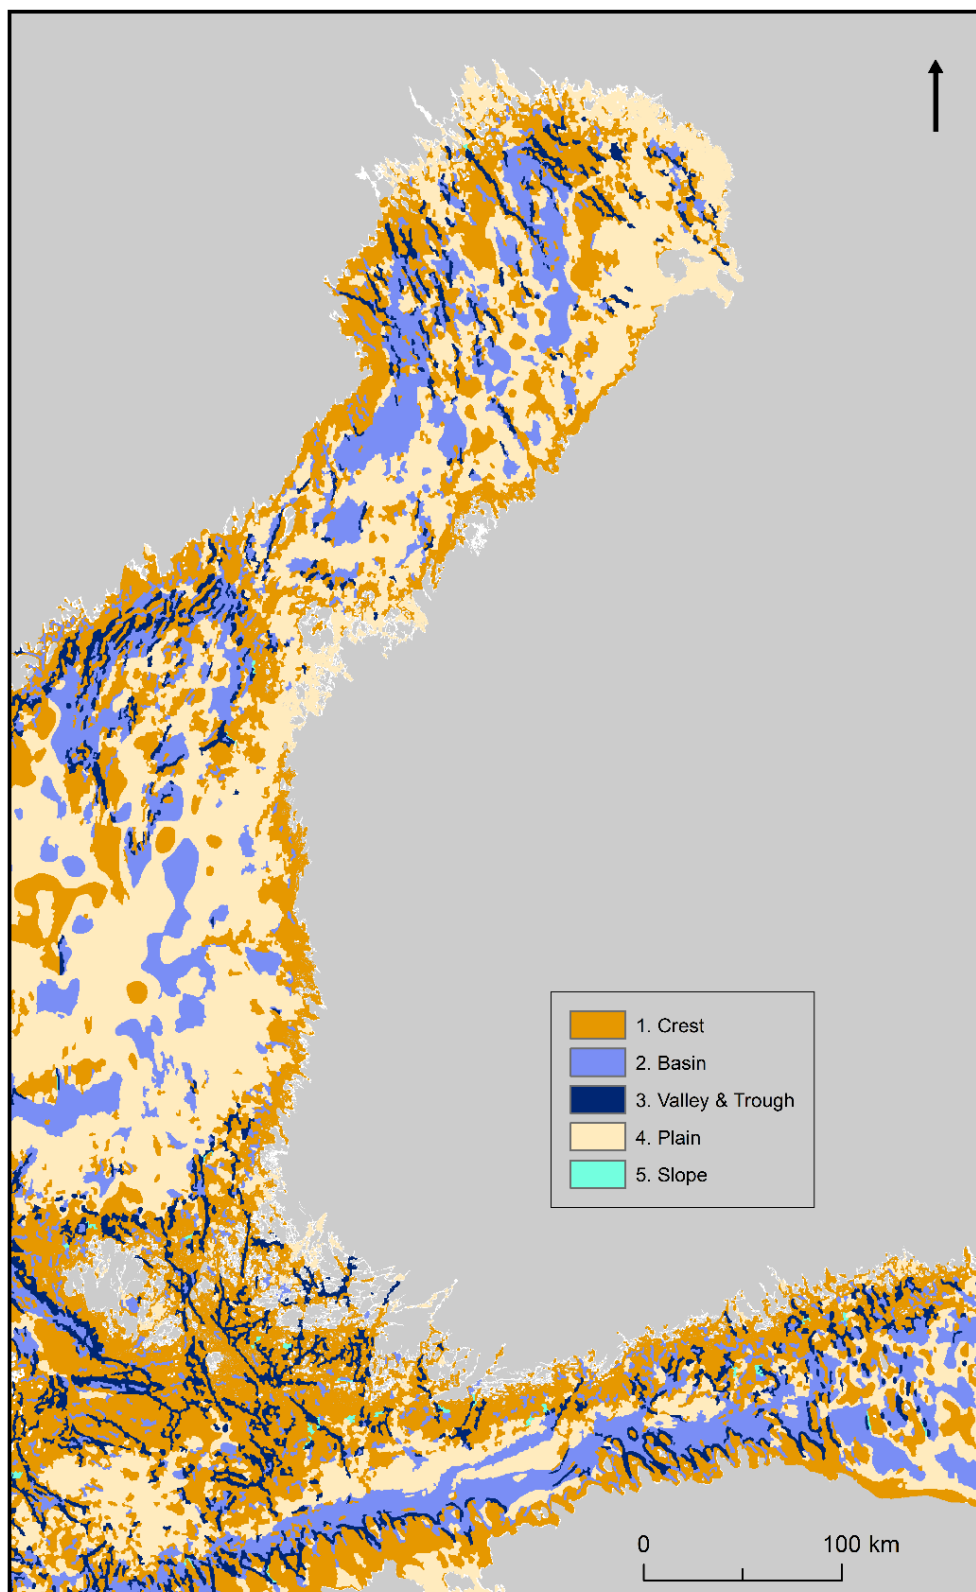 1. Crest
2. Basin
3. Valley & Trough
4. Plain
5. Slope
0 100 km